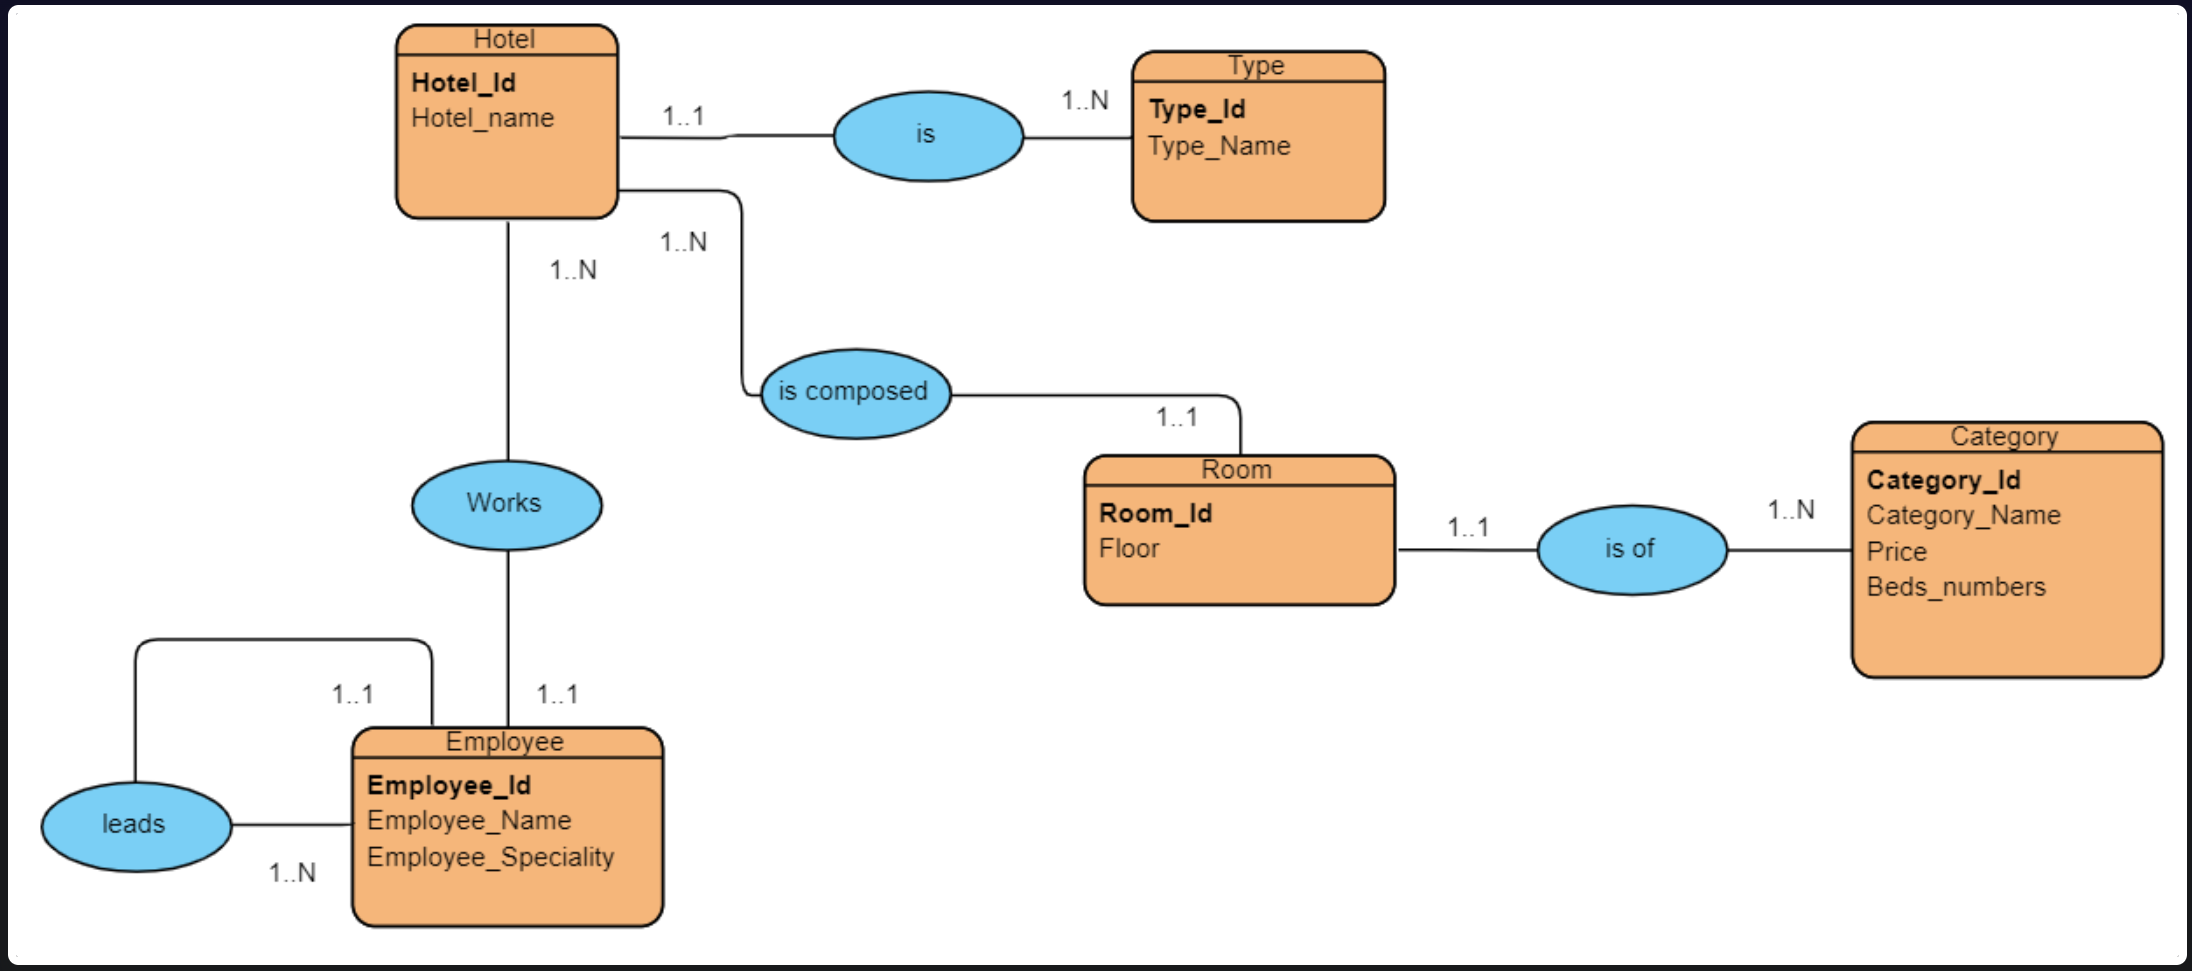 Hotel
Hotel_Id
Hotel_name
1..1
is
1..N
Type
Type_Id
Type_Name
1..N
1..N
is composed
1..1
Room
Room_Id
Floor
1..1
is of
1..N
Category
Category_Id
Category_Name
Price
Beds_numbers
Works
1..1
1..1
Employee
Employee_Id
Employee_Name
Employee_Speciality
leads
1..N